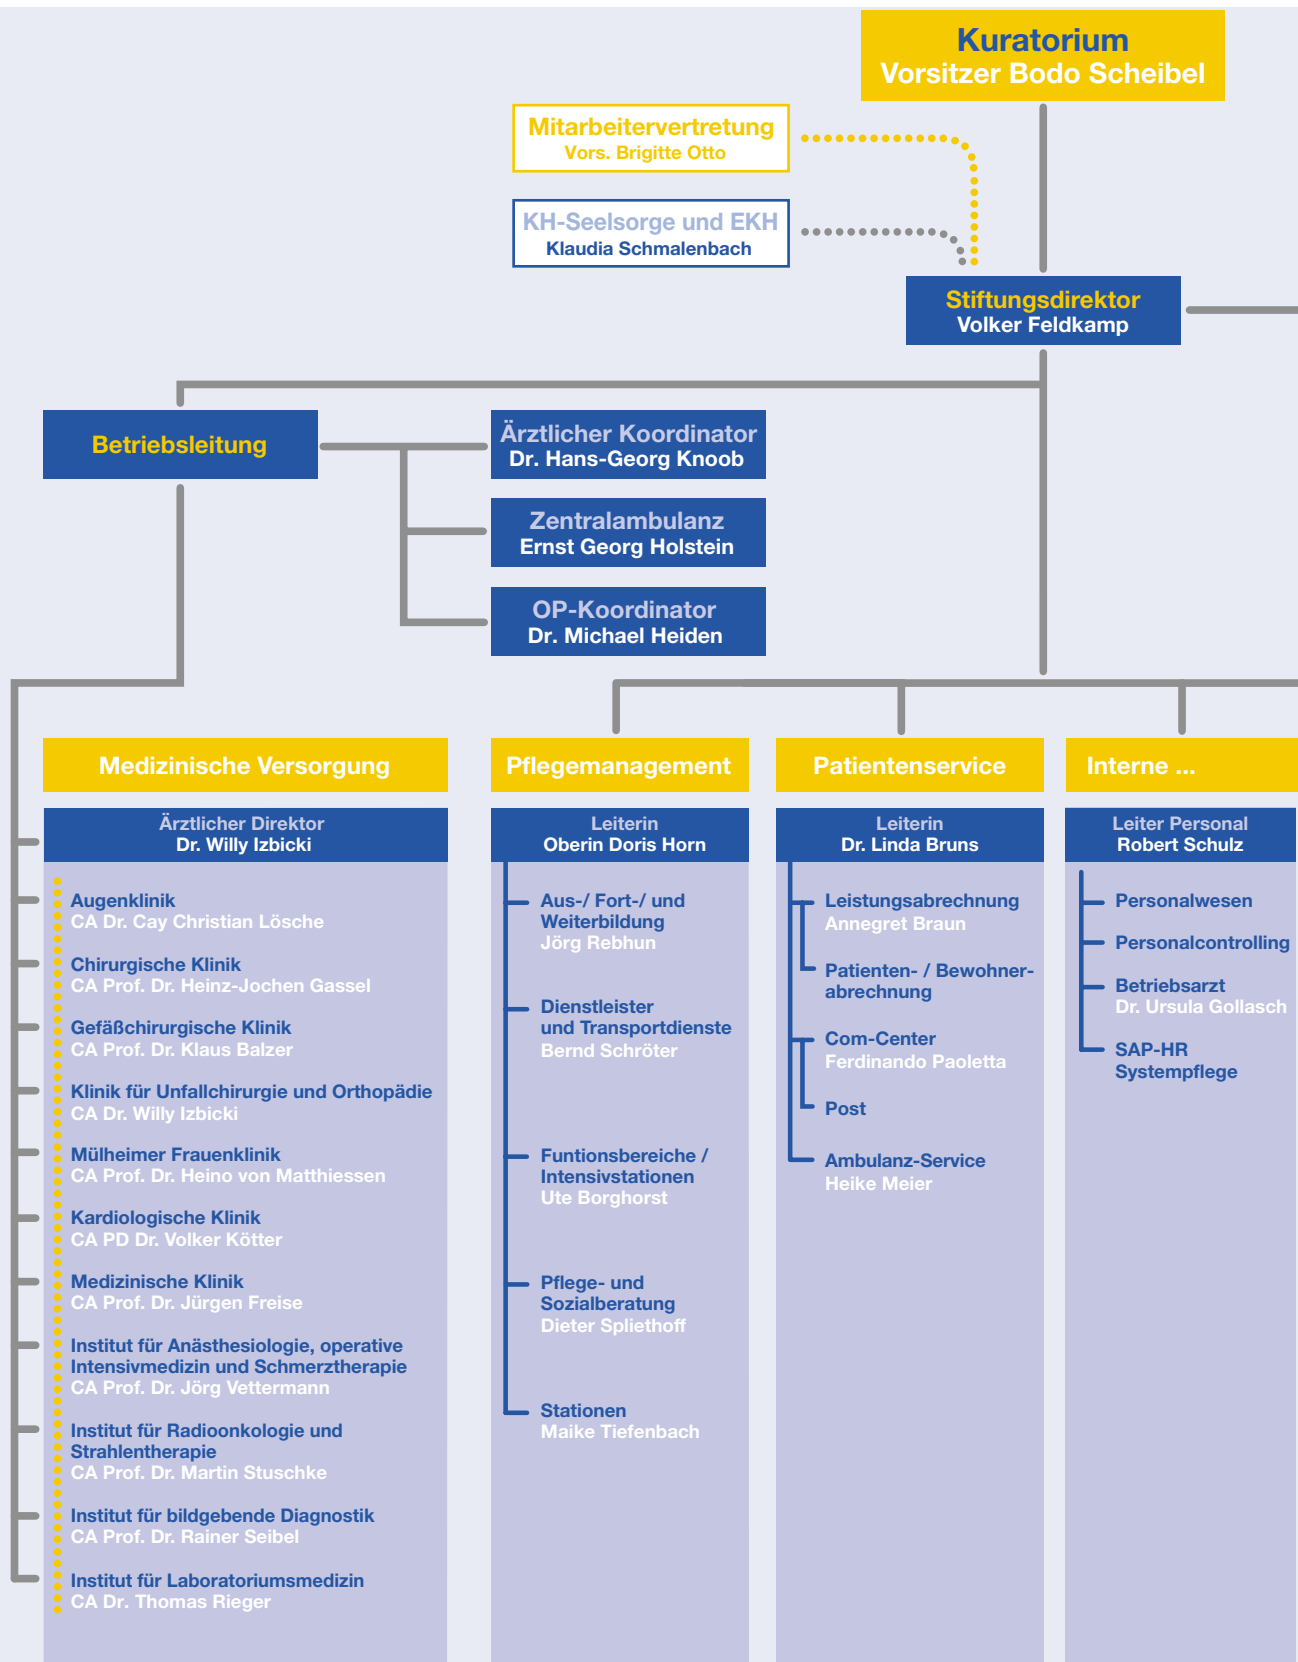 Kuratorium
Vorsitzer Bodo Scheibel
Mitarbeitervertretung
Vors. Brigitte Otto
KH-Seelsorge und EKH
Klaudia Schmalenbach
Stiftungsdirektor
Volker Feldkamp
Betriebsleitung
Ärztlicher Koordinator
Dr. Hans-Georg Knoob
Zentralambulanz
Ernst Georg Holstein
OP-Koordinator
Dr. Michael Heiden
Medizinische Versorgung
Ärztlicher Direktor
Dr. Willy Izbicki
Augenklinik
CA Dr. Cay Christian Lösche
Chirurgische Klinik
CA Prof. Dr. Heinz-Jochen Gassel
Gefäßchirurgische Klinik
CA Prof. Dr. Klaus Balzer
Klinik für Unfallchirurgie und Orthopädie
CA Dr. Willy Izbicki
Mülheimer Frauenklinik
CA Prof. Dr. Heino von Matthiessen
Kardiologische Klinik
CA PD Dr. Volker Kötter
Medizinische Klinik
CA Prof. Dr. Jürgen Freise
Institut für Anästhesiologie, operative
Intensivmedizin und Schmerztherapie
CA Prof. Dr. Jörg Vettermann
Institut für Radioonkologie und
Strahlentherapie
CA Prof. Dr. Martin Stuschke
Institut für bildgebende Diagnostik
CA Prof. Dr. Rainer Seibel
Institut für Laboratoriumsmedizin
CA Dr. Thomas Rieger
Pflegemanagement
Leiterin
Oberin Doris Horn
Aus-/ Fort-/ und
Weiterbildung
Jörg Rebhun
Dienstleister
und Transportdienste
Bernd Schröter
Funtionsbereiche /
Intensivstationen
Ute Borghorst
Pflege- und
Sozialberatung
Dieter Spliethoff
Stationen
Maike Tiefenbach
Patientenservice
Leiterin
Dr. Linda Bruns
Leistungsabrechnung
Annegret Braun
Patienten- / Bewohner-
abrechnung
Com-Center
Ferdinando Paoletta
Post
Ambulanz-Service
Heike Meier
Interne ...
Leiter Personal
Robert Schulz
Personalwesen
Personalcontrolling
Betriebsarzt
Dr. Ursula Gollasch
SAP-HR
Systempflege